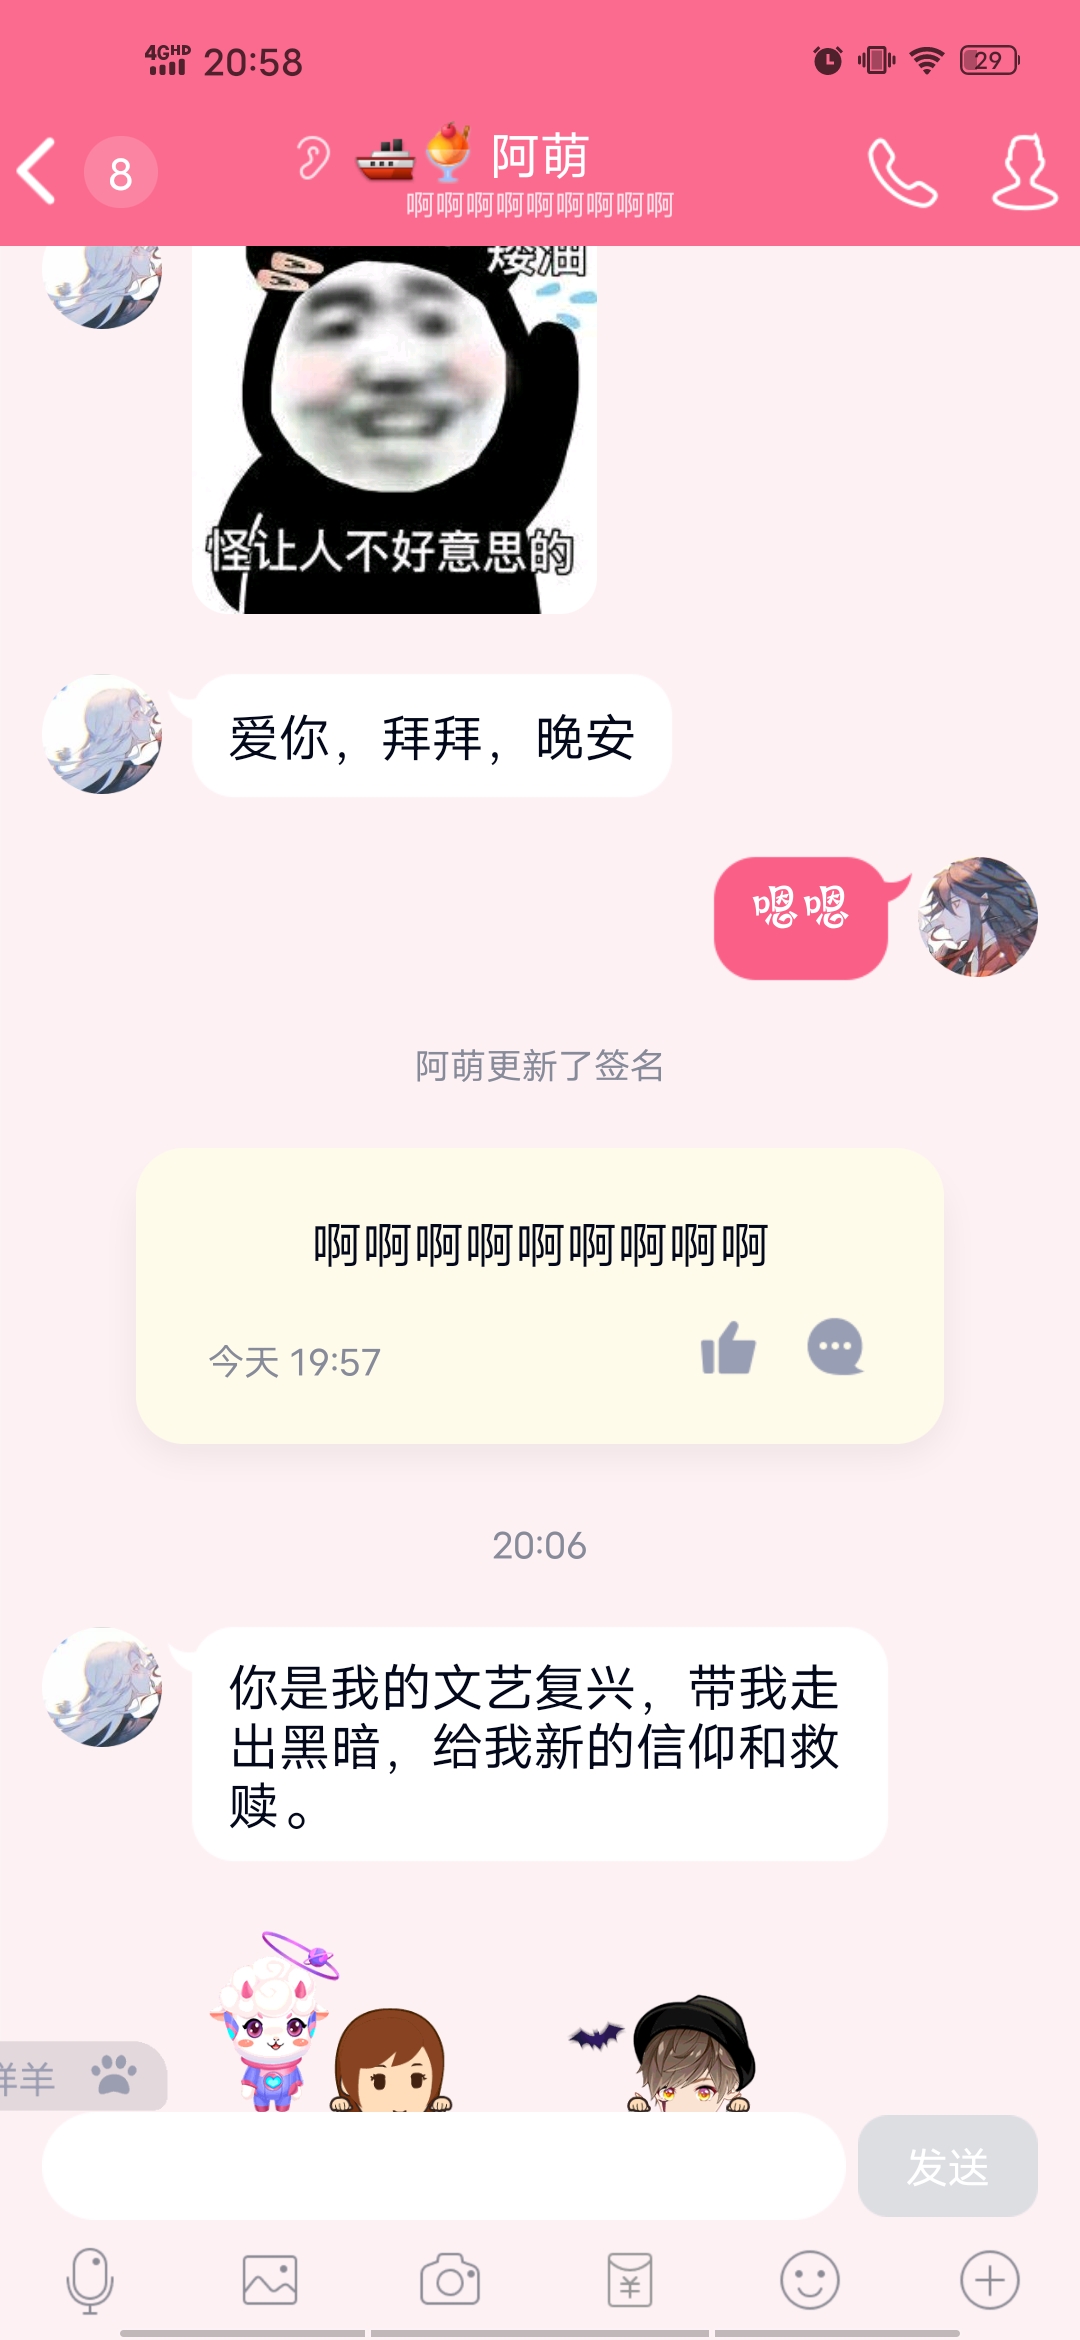 4GHD 20:58 29
8 阿萌
啊啊啊啊啊啊啊啊啊
矮油
怪让人不好意思的
爱你，拜拜，晚安
嗯嗯
阿萌更新了签名
啊啊啊啊啊啊啊啊啊
今天 19:57
20:06
你是我的文艺复兴，带我走
出黑暗，给我新的信仰和救
赎。
羊羊
发送